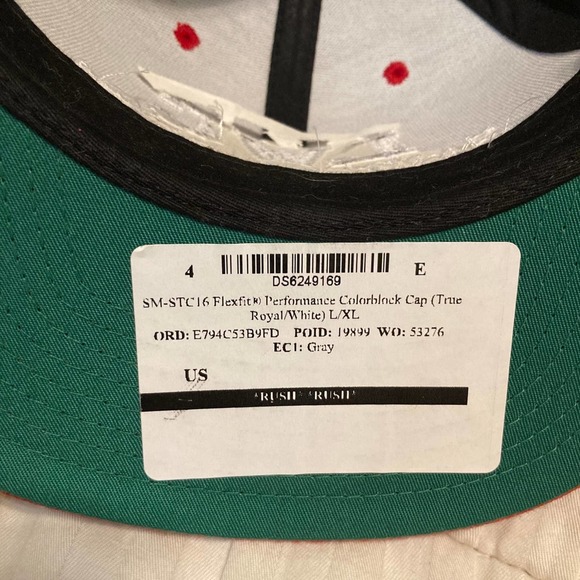 4 E
DS6249169
SM-STC16 Flexfit® Performance Colorblock Cap (True
Royal/White) L/XL
ORD: E794C53B9FD POID: 19899 WO: 53276
EC1: Gray
US
*RUSH* *RUSH*